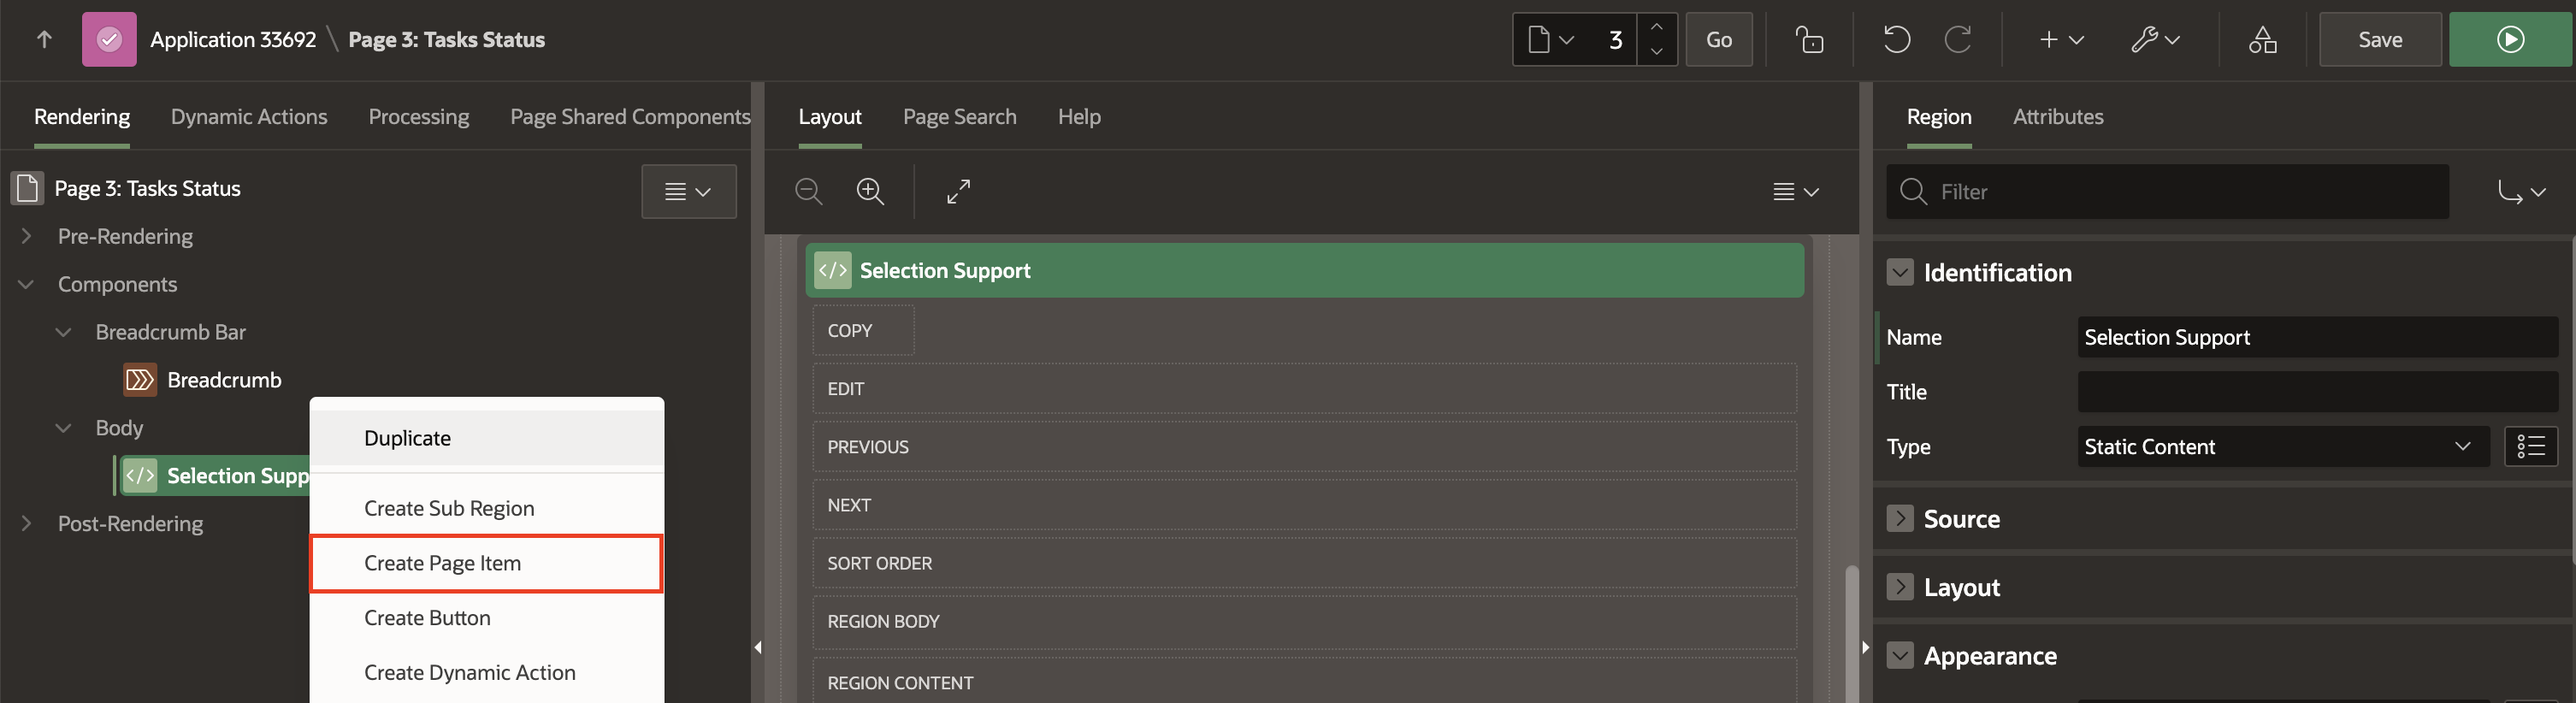 Application 33692 \ Page 3: Tasks Status
3
Go
Save
Rendering
Dynamic Actions
Processing
Page Shared Components
Page 3: Tasks Status
Pre-Rendering
Components
Breadcrumb Bar
Breadcrumb
Body
</> Selection Supp
Post-Rendering
Duplicate
Create Sub Region
Create Page Item
Create Button
Create Dynamic Action
Layout
Page Search
Help
</> Selection Support
COPY
EDIT
PREVIOUS
NEXT
SORT ORDER
REGION BODY
REGION CONTENT
Region
Attributes
Filter
Identification
Name
Selection Support
Title
Type
Static Content
Source
Layout
Appearance